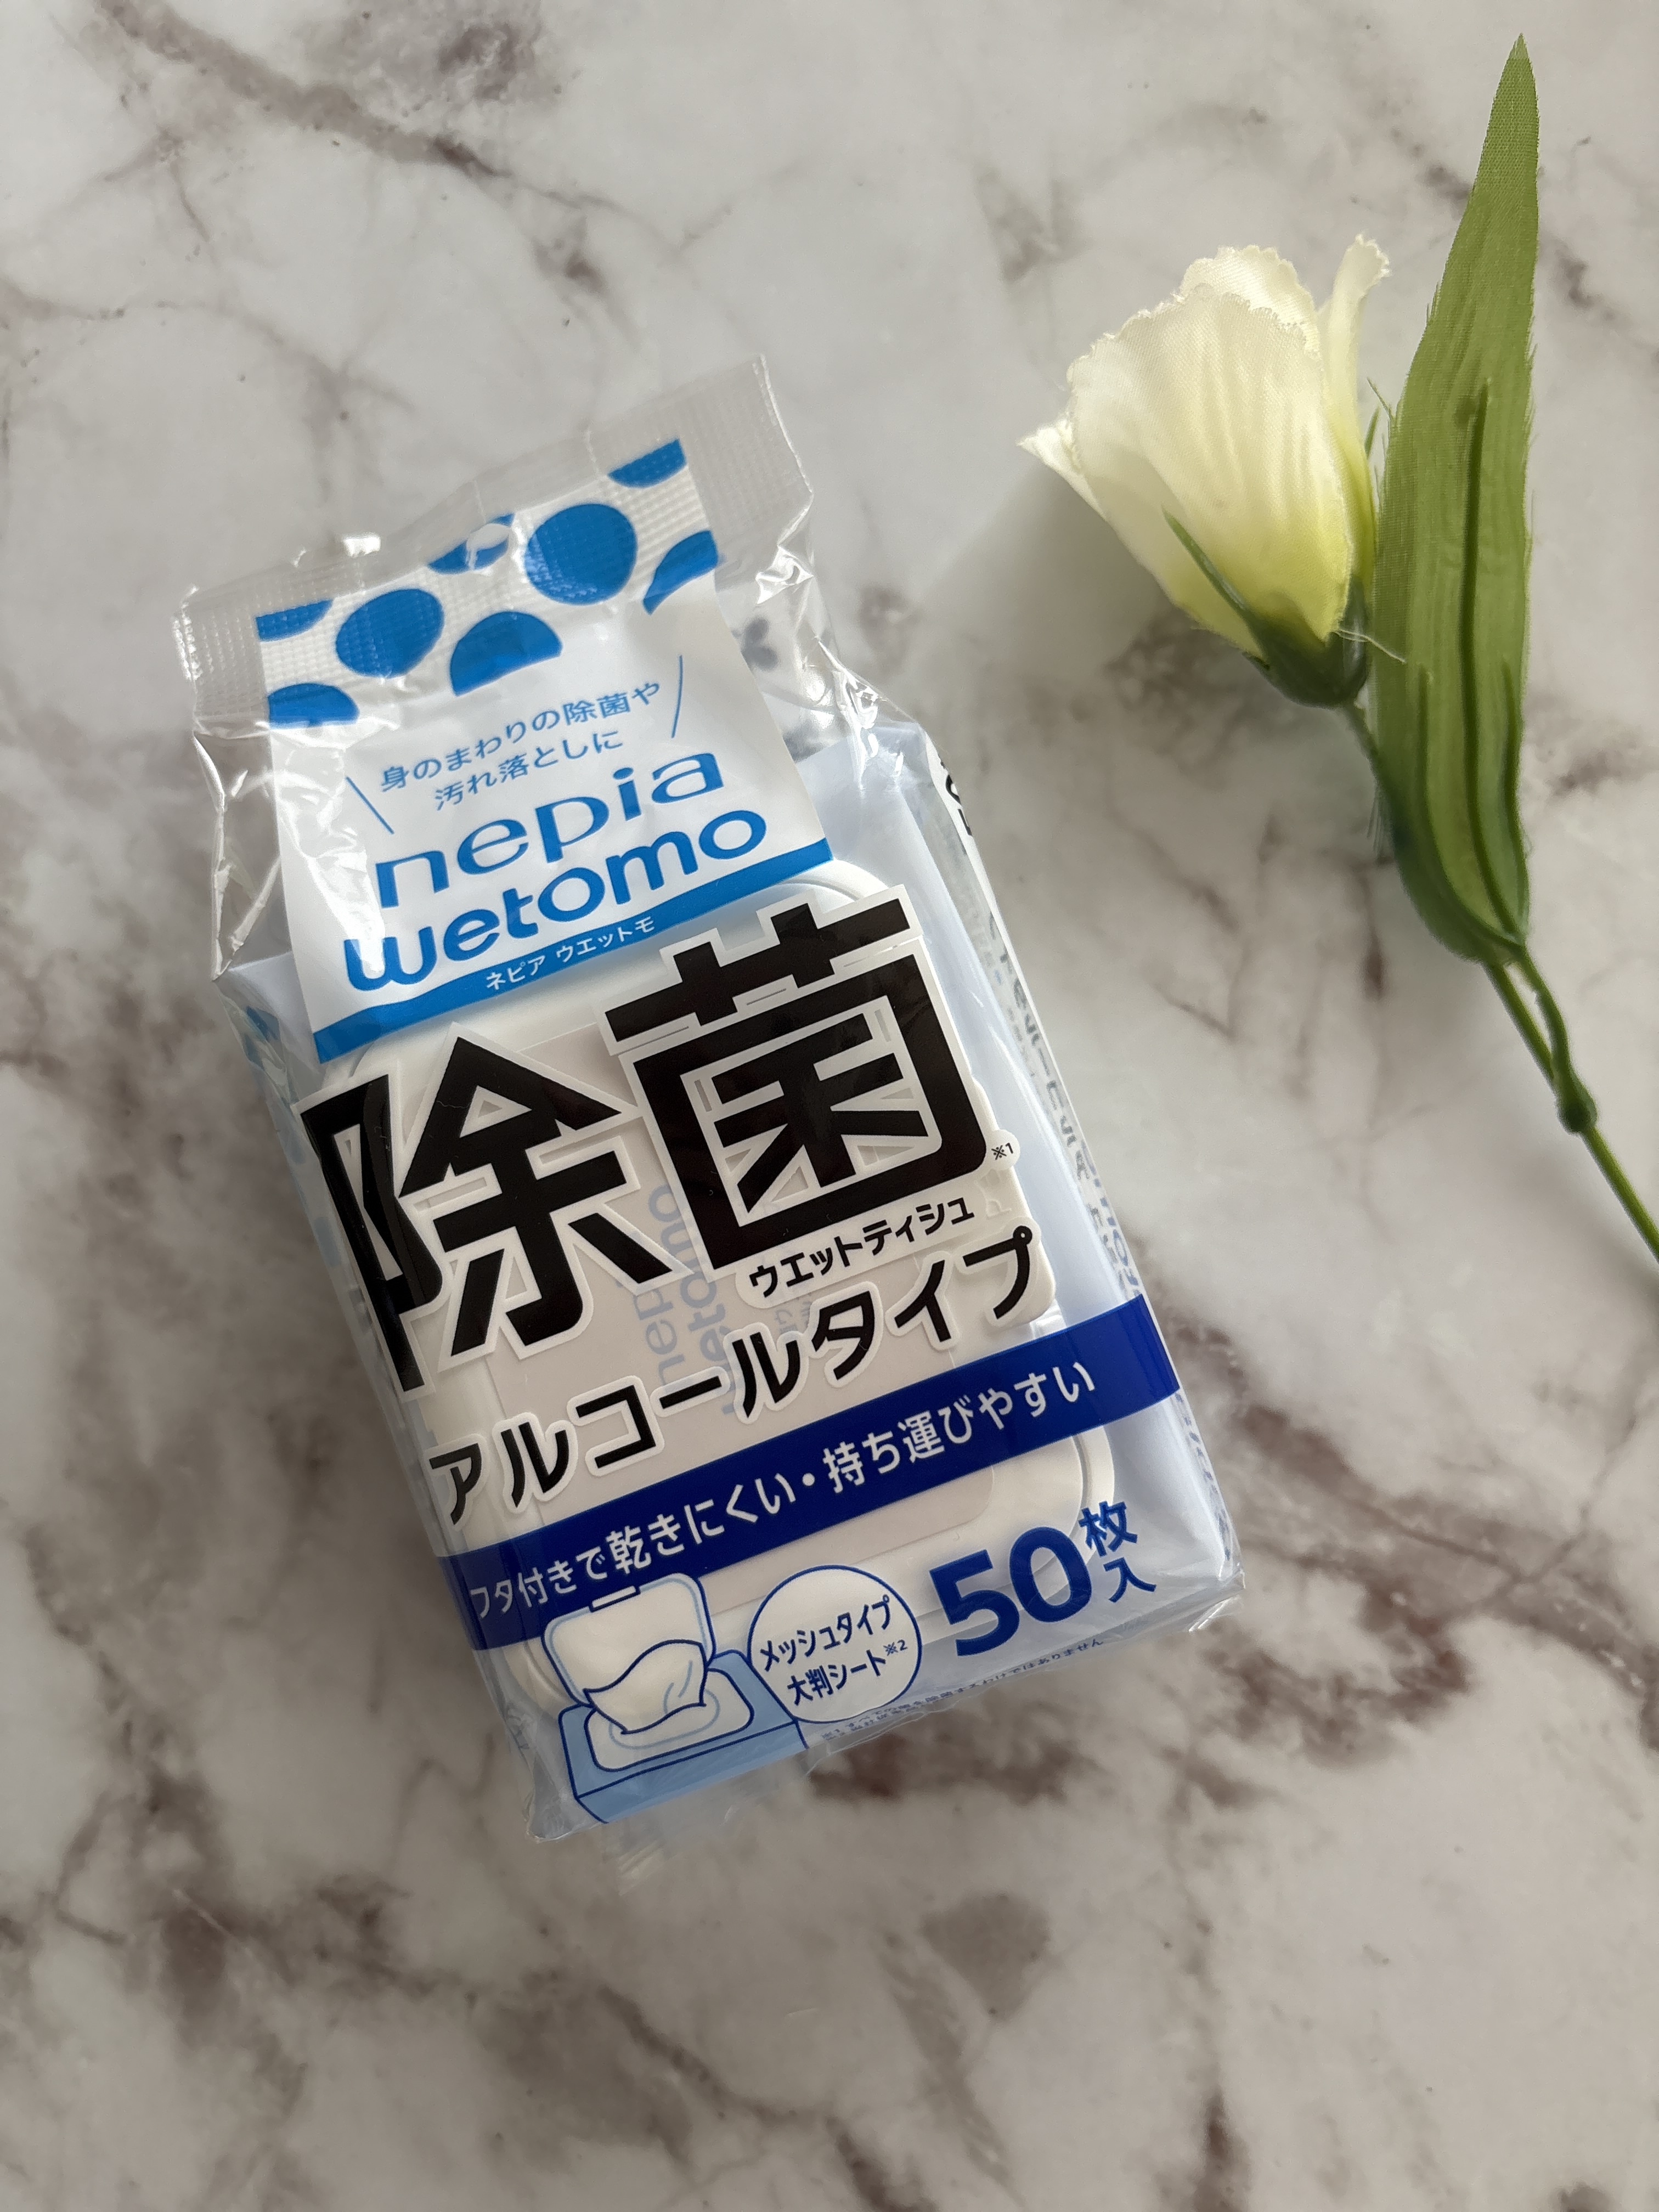 身のまわりの除菌や
汚れ落としに
nepia
wetomo
ネピア ウエットモ
除菌※1
ウエットティシュ
アルコールタイプ
フタ付きで乾きにくい・持ち運びやすい
メッシュタイプ
大判シート※2
50枚入
nepia
wetomo